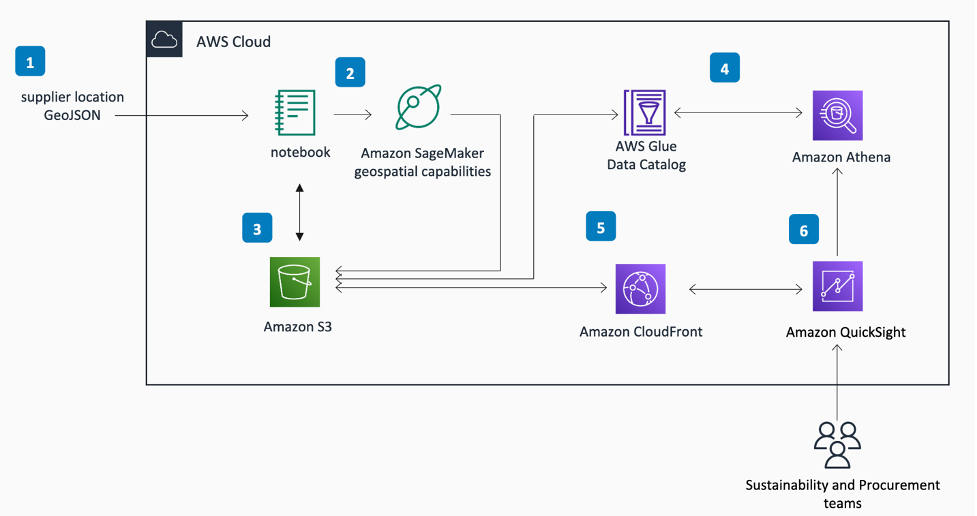 AWS Cloud
1
supplier location
GeoJSON
2
notebook
Amazon SageMaker
geospatial capabilities
4
AWS Glue
Data Catalog
Amazon Athena
3
5
6
Amazon S3
Amazon CloudFront
Amazon QuickSight
Sustainability and Procurement
teams